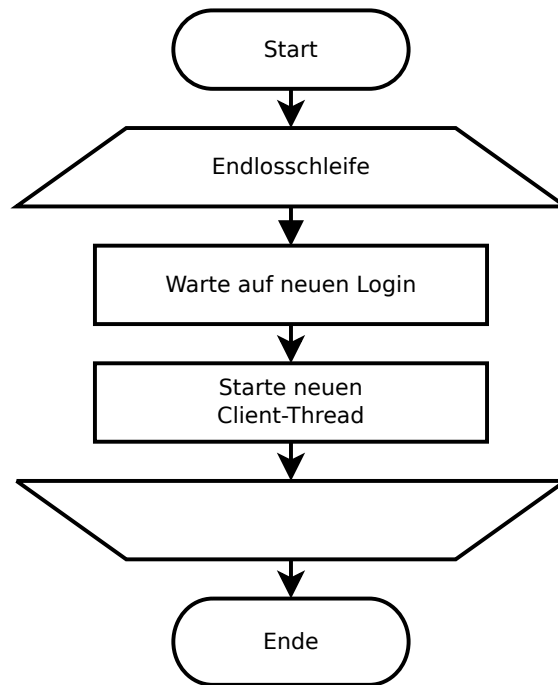 Start
Endlosschleife
Warte auf neuen Login
Starte neuen
Client-Thread
Ende